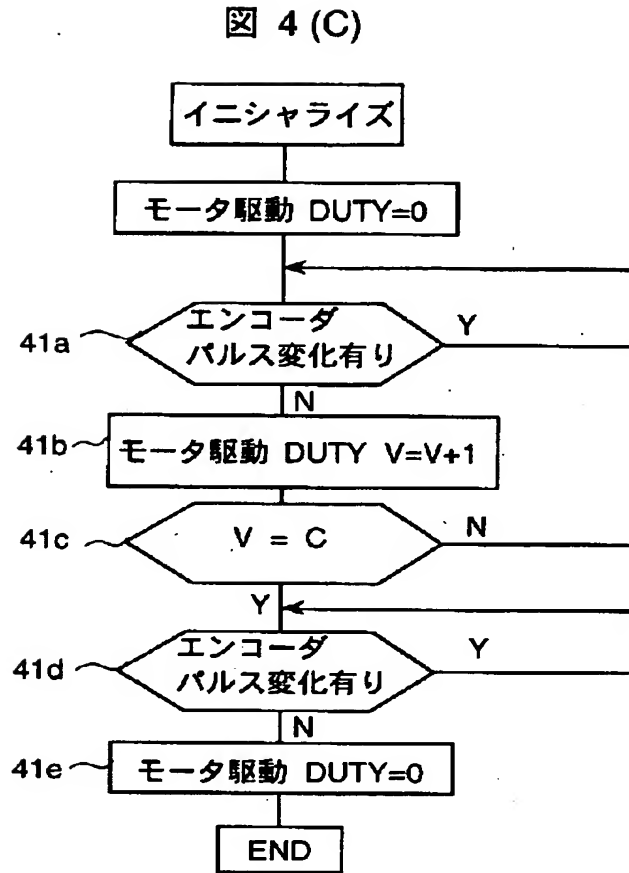 図 4 (C)
イニシャライズ
モータ駆動 DUTY=0
エンコーダ
パルス変化有り
Y
41a
N
41b
モータ駆動 DUTY V=V+1
41c
V = C
N
Y
エンコーダ
パルス変化有り
Y
41d
N
41e
モータ駆動 DUTY=0
END